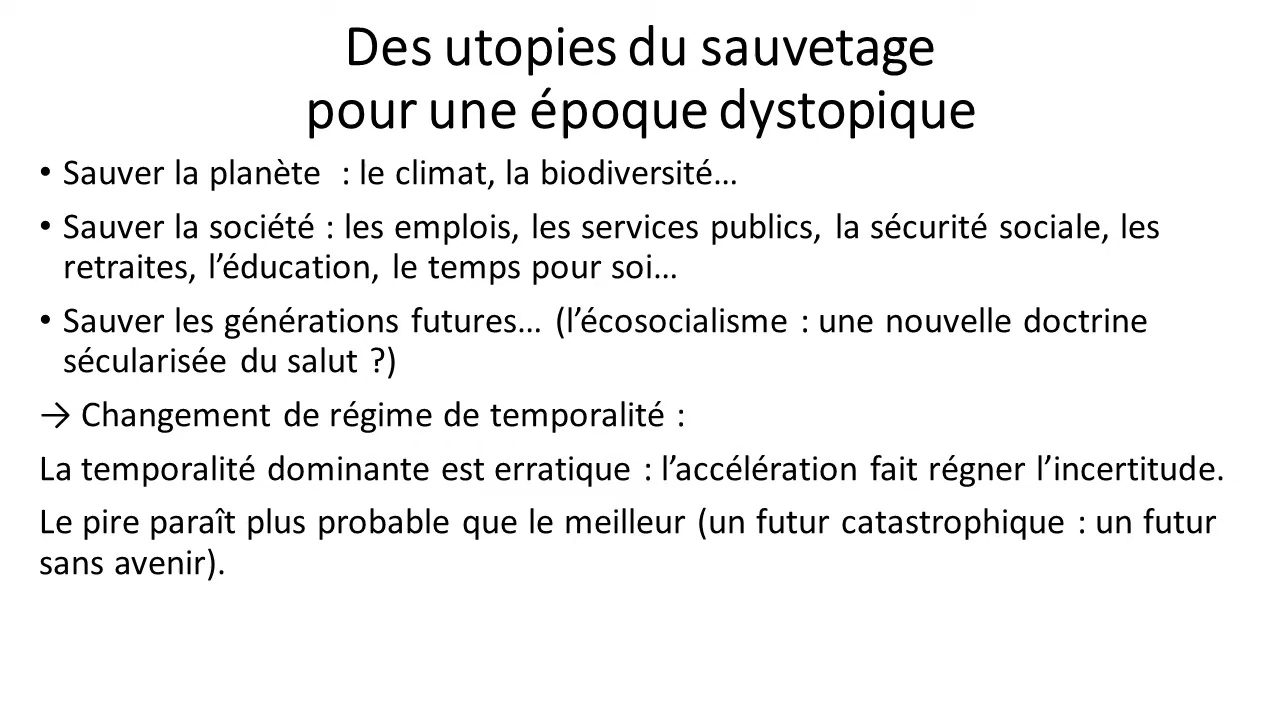 Des utopies du sauvetage
pour une époque dystopique
• Sauver la planète  : le climat, la biodiversité…
• Sauver la société : les emplois, les services publics, la sécurité sociale, les
retraites, l’éducation, le temps pour soi…
• Sauver les générations futures… (l’écosocialisme : une nouvelle doctrine
sécularisée du salut ?)
→ Changement de régime de temporalité :
La temporalité dominante est erratique : l’accélération fait régner l’incertitude.
Le pire paraît plus probable que le meilleur (un futur catastrophique : un futur
sans avenir).